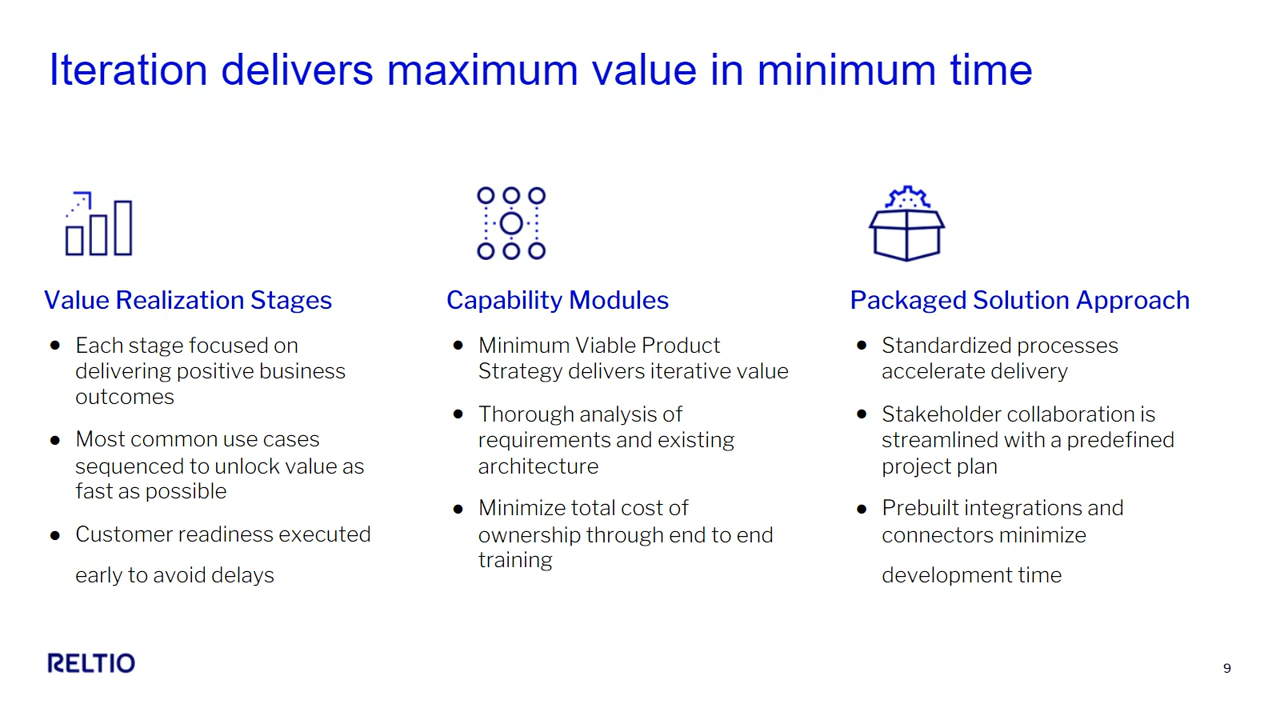 Iteration delivers maximum value in minimum time
Value Realization Stages
● Each stage focused on
delivering positive business
outcomes
● Most common use cases
sequenced to unlock value as
fast as possible
● Customer readiness executed
early to avoid delays
Capability Modules
● Minimum Viable Product
Strategy delivers iterative value
● Thorough analysis of
requirements and existing
architecture
● Minimize total cost of
ownership through end to end
training
Packaged Solution Approach
● Standardized processes
accelerate delivery
● Stakeholder collaboration is
streamlined with a predefined
project plan
● Prebuilt integrations and
connectors minimize
development time
RELTIO
9